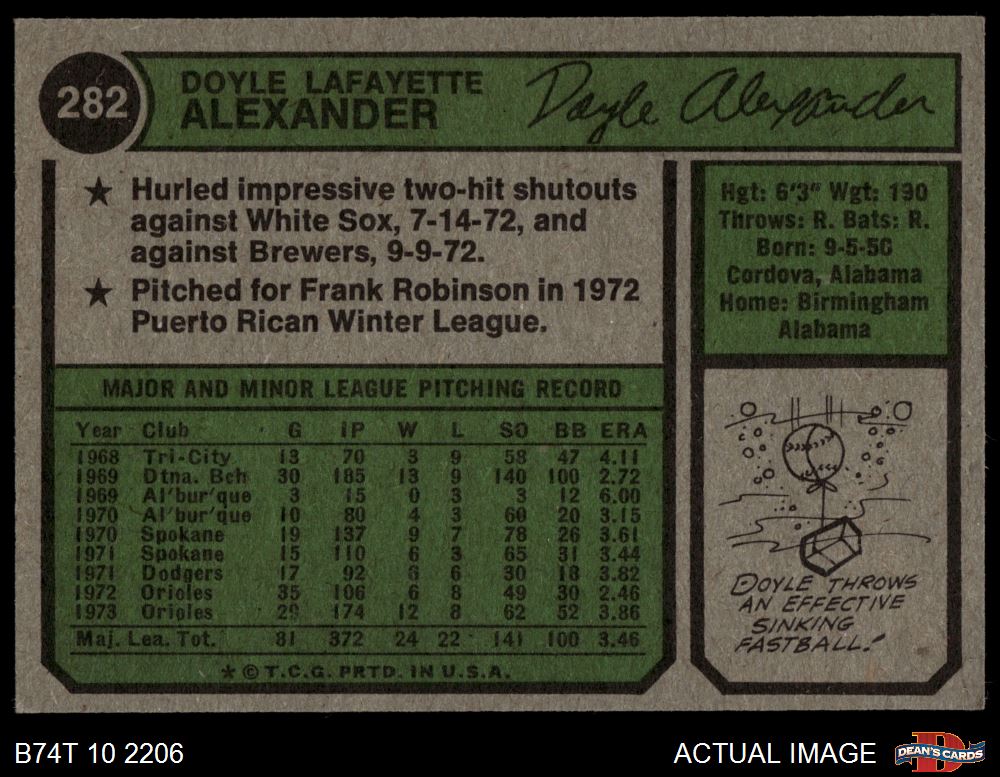 282
DOYLE LAFAYETTE
ALEXANDER
Doyle Alexander
★ Hurled impressive two-hit shutouts
against White Sox, 7-14-72, and
against Brewers, 9-9-72.
★ Pitched for Frank Robinson in 1972
Puerto Rican Winter League.
Hgt: 6'3" Wgt: 190
Throws: R. Bats: R.
Born: 9-5-50
Cordova, Alabama
Home: Birmingham
Alabama
MAJOR AND MINOR LEAGUE PITCHING RECORD
Year Club G IP W L SO BB ERA
1968 Tri-City 13 70 3 9 58 47 4.11
1969 Dtna. Bch 30 185 13 9 140 100 2.72
1969 Al'bur'que 3 15 0 3 3 12 6.00
1970 Al'bur'que 10 80 4 3 60 20 3.15
1970 Spokane 19 137 9 7 78 26 3.61
1971 Spokane 15 110 6 3 65 31 3.44
1971 Dodgers 17 92 6 6 30 18 3.82
1972 Orioles 35 106 6 8 49 30 2.46
1973 Orioles 29 174 12 8 62 52 3.86
Maj. Lea. Tot. 81 372 24 22 141 100 3.46
★ © T.C.G. PRTD. IN U.S.A.
DOYLE THROWS
AN EFFECTIVE
SINKING
FASTBALL!
B74T 10 2206
ACTUAL IMAGE
DEAN'S CARDS